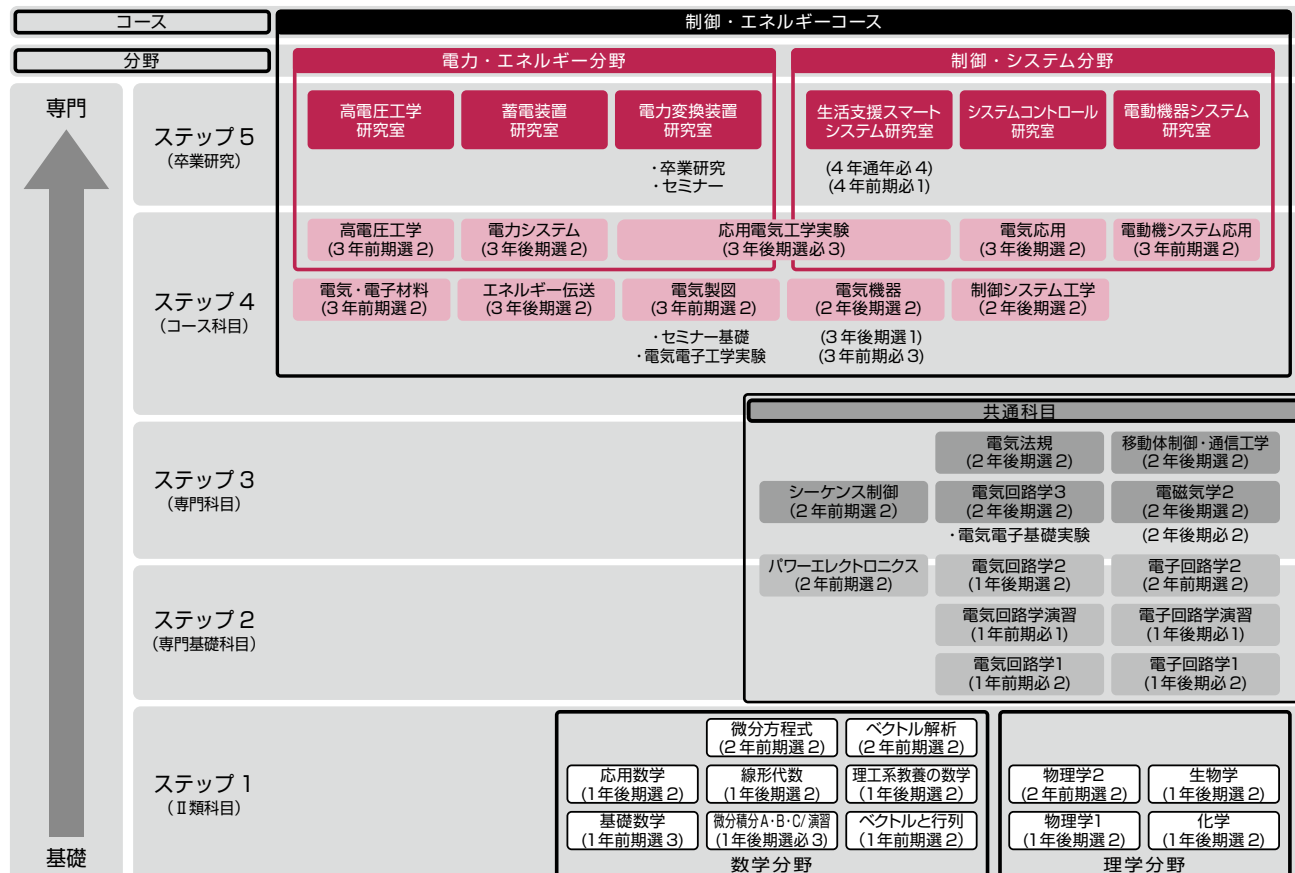 コース
制御・エネルギーコース
分野
電力・エネルギー分野
制御・システム分野
専門
ステップ5
(卒業研究)
高電圧工学
研究室
蓄電装置
研究室
電力変換装置
研究室
生活支援スマート
システム研究室
システムコントロール
研究室
電動機器システム
研究室
・卒業研究 (4年通年必4)
・セミナー (4年前期必1)
ステップ4
(コース科目)
高電圧工学
(3年前期選2)
電力システム
(3年後期選2)
応用電気工学実験
(3年後期選必3)
電気応用
(3年後期選2)
電動機システム応用
(3年前期選2)
電気・電子材料
(3年前期選2)
エネルギー伝送
(3年後期選2)
電気製図
(3年前期選2)
電気機器
(2年後期選2)
制御システム工学
(2年後期選2)
・セミナー基礎 (3年後期選1)
・電気電子工学実験 (3年前期必3)
共通科目
ステップ3
(専門科目)
電気法規
(2年後期選2)
移動体制御・通信工学
(2年後期選2)
シーケンス制御
(2年前期選2)
電気回路学3
(2年後期選2)
電磁気学2
(2年後期選2)
・電気電子基礎実験 (2年後期必2)
パワーエレクトロニクス
(2年前期選2)
電気回路学2
(1年後期選2)
電子回路学2
(2年前期選2)
ステップ2
(専門基礎科目)
電気回路学演習
(1年前期必1)
電子回路学演習
(1年後期必1)
電気回路学1
(1年前期必2)
電子回路学1
(1年後期必2)
ステップ1
(Ⅱ類科目)
微分方程式
(2年前期選2)
ベクトル解析
(2年前期選2)
応用数学
(1年後期選2)
線形代数
(1年後期選2)
理工系教養の数学
(1年後期選2)
物理学2
(2年前期選2)
生物学
(1年後期選2)
基礎数学
(1年前期選3)
微分積分A・B・C/演習
(1年後期選必3)
ベクトルと行列
(1年前期選2)
物理学1
(1年後期選2)
化学
(1年後期選2)
基礎
数学分野
理学分野